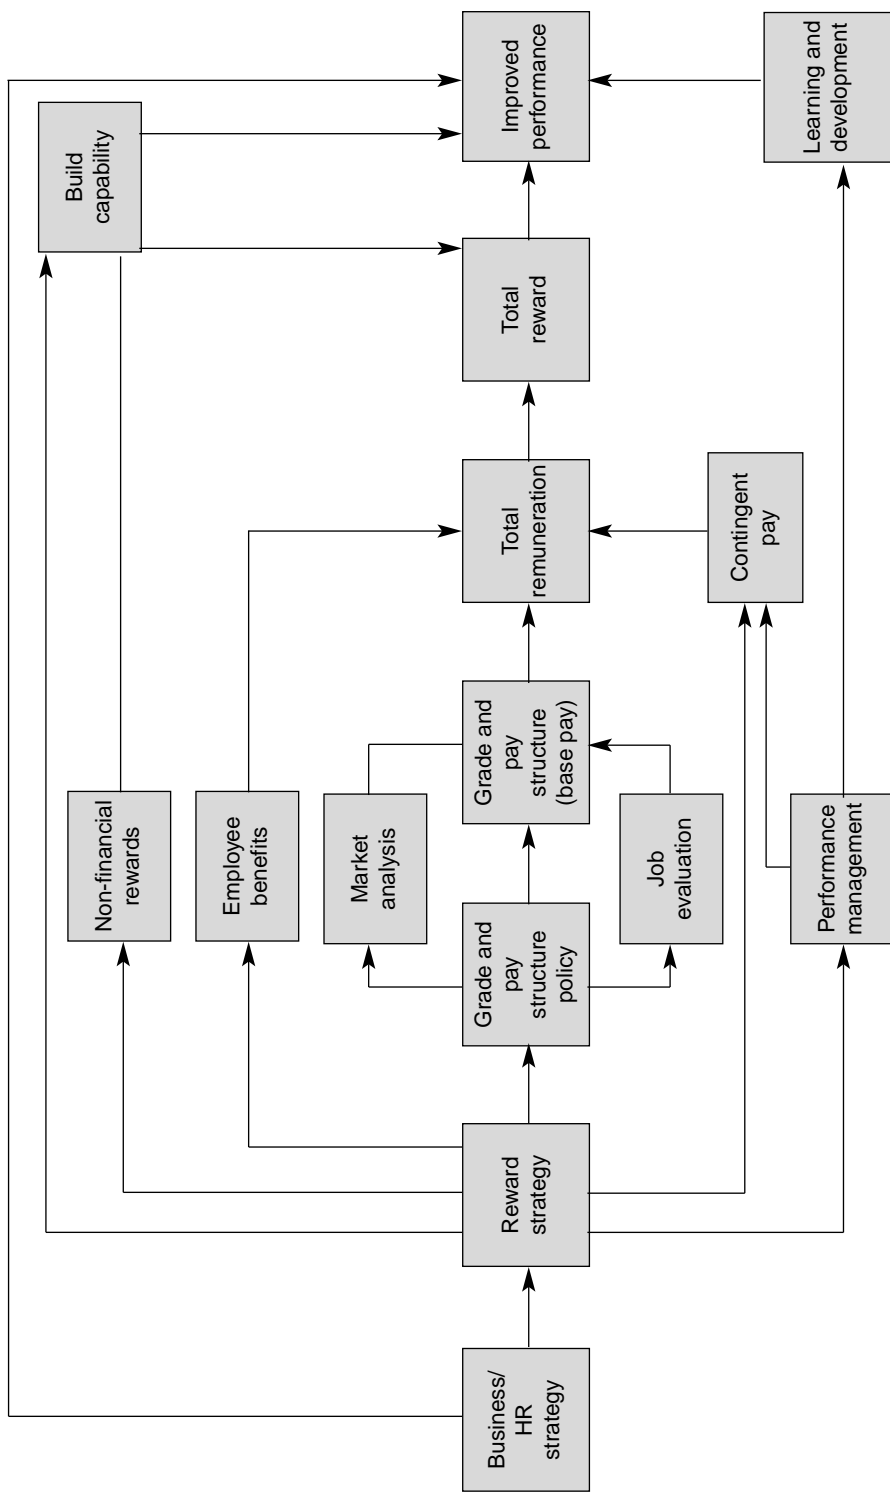 Build
capability
Non-financial
rewards
Employee
benefits
Market
analysis
Business/
HR
strategy
Reward
strategy
Grade and
pay
structure
policy
Grade and
pay
structure
(base pay)
Total
remuneration
Total
reward
Improved
performance
Job
evaluation
Contingent
pay
Performance
management
Learning and
development